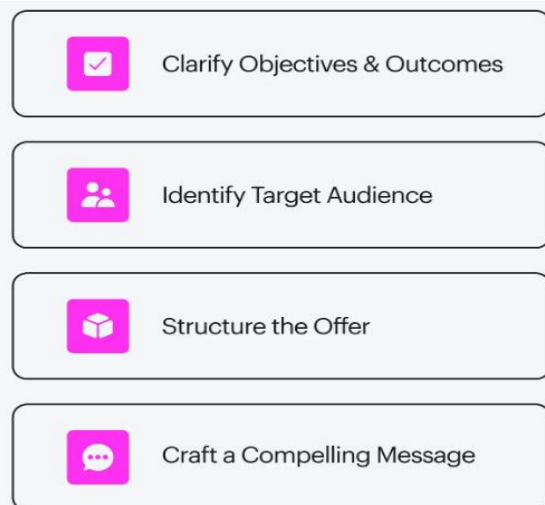 Clarify Objectives & Outcomes
Identify Target Audience
Structure the Offer
Craft a Compelling Message